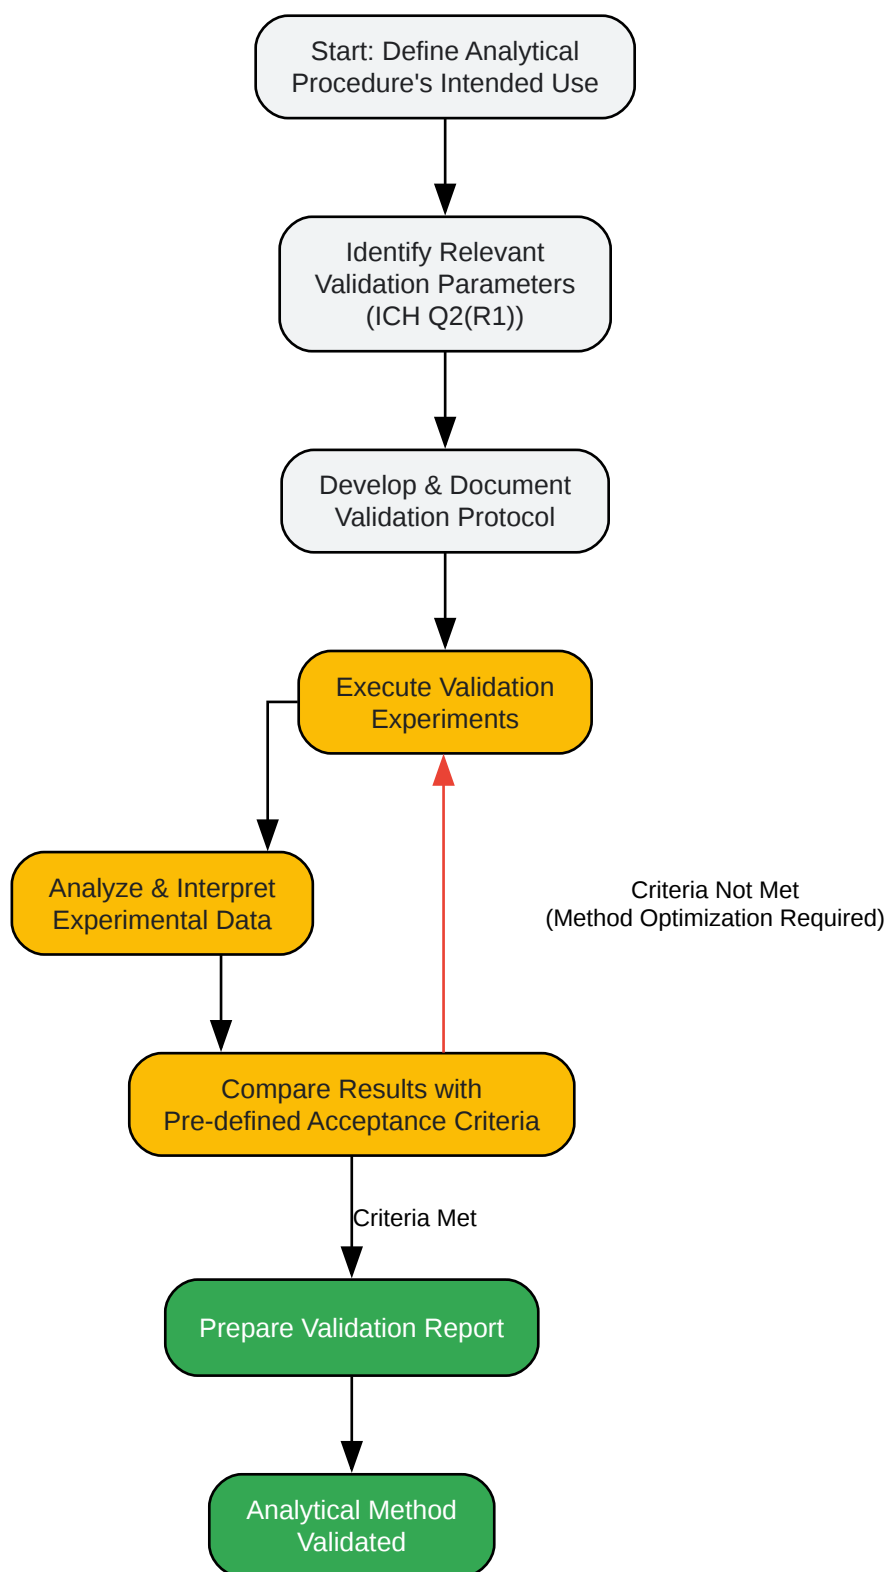 Start: Define Analytical
Procedure's Intended Use
Identify Relevant
Validation Parameters
(ICH Q2(R1))
Develop & Document
Validation Protocol
Execute Validation
Experiments
Analyze & Interpret
Experimental Data
Criteria Not Met
(Method Optimization Required)
Compare Results with
Pre-defined Acceptance Criteria
Criteria Met
Prepare Validation Report
Analytical Method
Validated